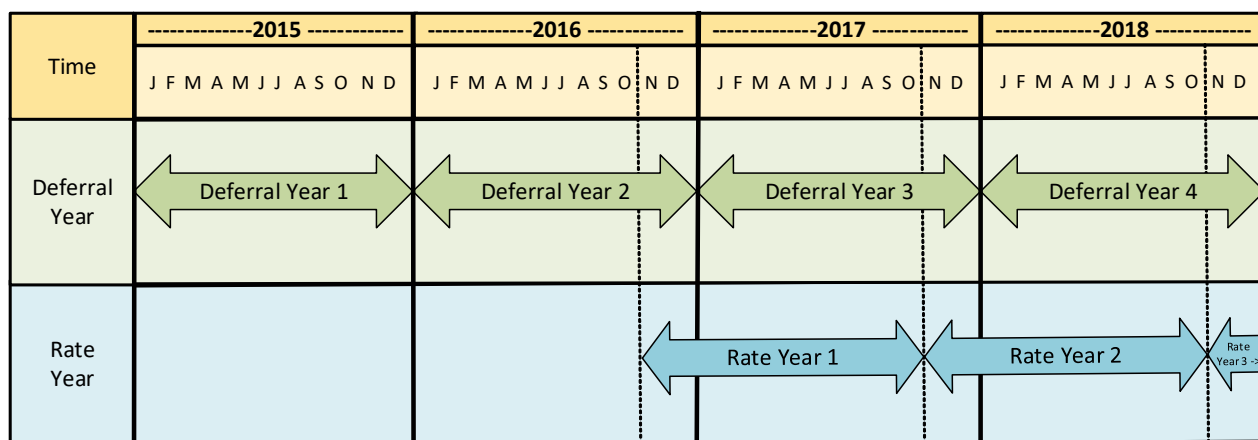 Time
--------------2015 -------------
--------------2016 -------------
--------------2017 -------------
--------------2018 -------------
J F M A M J J A S O N D
J F M A M J J A S O N D
J F M A M J J A S O N D
J F M A M J J A S O N D
Deferral
Year
Deferral Year 1
Deferral Year 2
Deferral Year 3
Deferral Year 4
Rate
Year
Rate Year 1
Rate Year 2
Rate
Year 3 ->